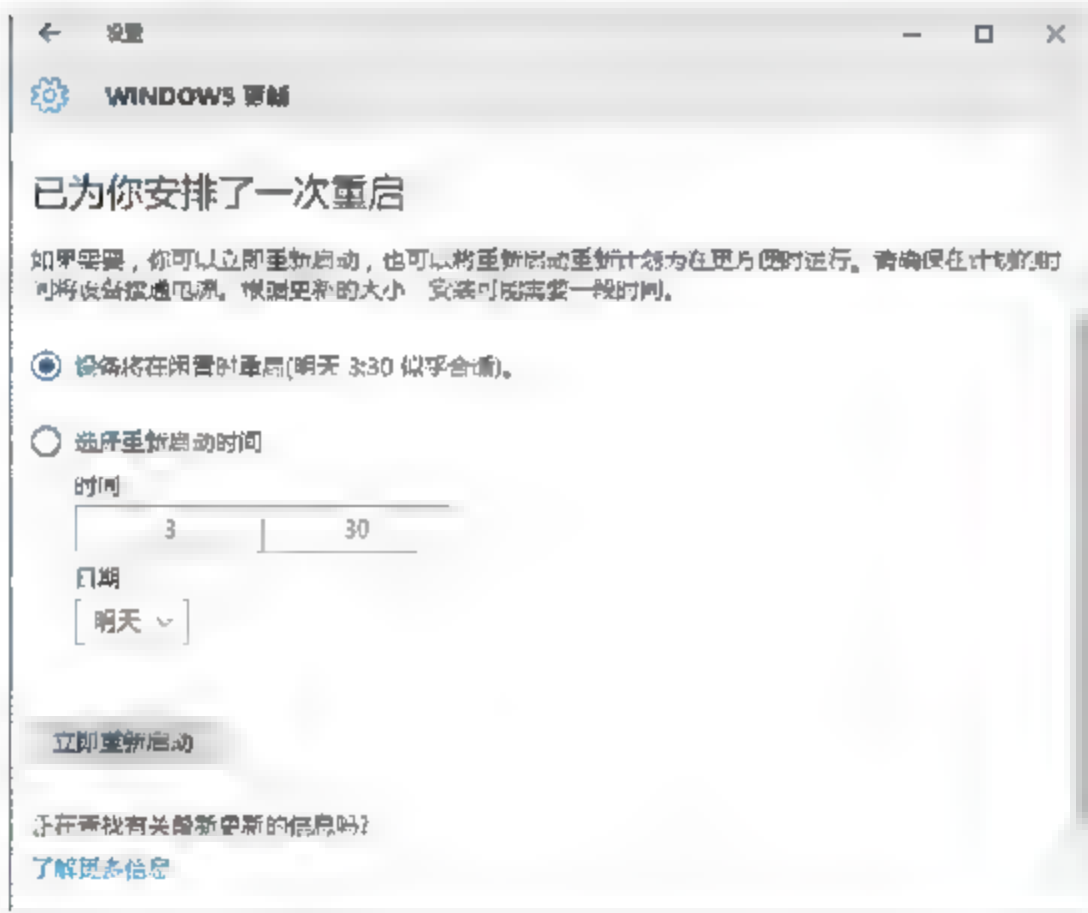 设置
WINDOWS 更新
已为你安排了一次重启
如果需要，你可以立即重新启动，也可以将重新启动重新计划为在更方便时进行。请确保在计划的时
间将设备接通电源。根据更新的大小，安装可能需要一段时间。
设备将在闲置时重启(明天 3:30 似乎合适)。
选择重新启动时间
时间
3 30
日期
明天
立即重新启动
正在查找有关最新更新的信息吗?
了解更多信息